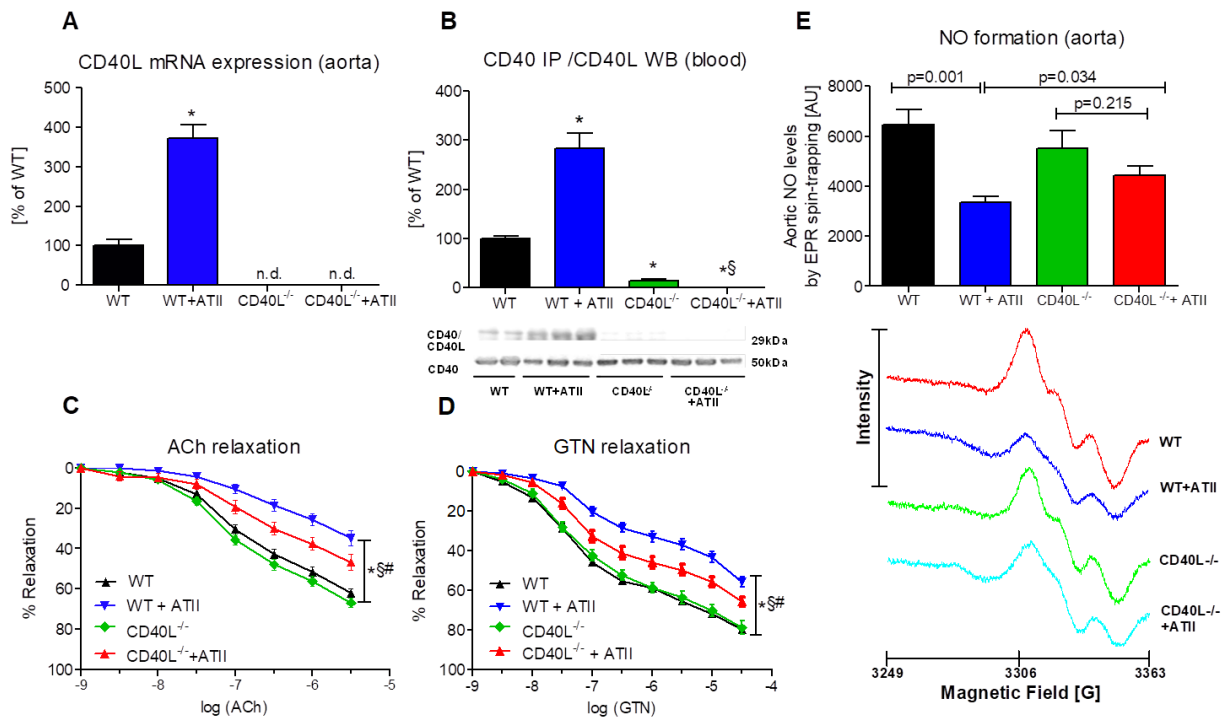 A
CD40L mRNA expression (aorta)
[% of WT]
500
400
300
200
100
0
*
n.d.
n.d.
WT
WT+ATII
CD40L-/-
CD40L-/-+ATII
B
CD40 IP /CD40L WB (blood)
[% of WT]
400
300
200
100
0
*
*
*§
WT
WT + ATII
CD40L-/-
CD40L-/-+ATII
CD40/
CD40L
29kDa
CD40
50kDa
WT
WT+ATII
CD40L-/-
CD40L-/-
+ATII
C
ACh relaxation
% Relaxation
0
20
40
60
80
100
*§#
WT
WT + ATII
CD40L-/-
CD40L-/-+ATII
-9
-8
-7
-6
-5
log (ACh)
D
GTN relaxation
% Relaxation
0
20
40
60
80
100
*§#
WT
WT + ATII
CD40L-/-
CD40L-/- + ATII
-9
-8
-7
-6
-5
-4
log (GTN)
E
NO formation (aorta)
p=0.001
p=0.034
p=0.215
Aortic NO levels
by EPR spin-trapping [AU]
8000
6000
4000
2000
0
WT
WT + ATII
CD40L-/-
CD40L-/-+ ATII
Intensity
WT
WT+ATII
CD40L-/-
CD40L-/-
+ATII
3249
3306
3363
Magnetic Field [G]